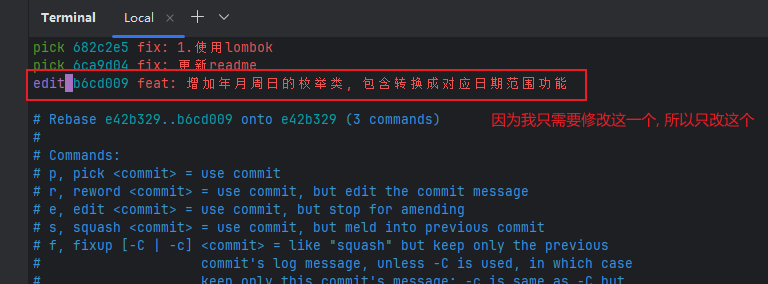 Terminal Local × + ∨
pick 682c2e5 fix: 1.使用lombok
pick 6ca9d04 fix: 更新readme
edit b6cd009 feat: 增加年月周日的枚举类, 包含转换成对应日期范围功能
# Rebase e42b329..b6cd009 onto e42b329 (3 commands)
因为我只需要修改这一个, 所以只改这个
#
# Commands:
# p, pick <commit> = use commit
# r, reword <commit> = use commit, but edit the commit message
# e, edit <commit> = use commit, but stop for amending
# s, squash <commit> = use commit, but meld into previous commit
# f, fixup [-C | -c] <commit> = like "squash" but keep only the previous
# commit's log message, unless -C is used, in which case
# keep only this commit's message; -c is same as -C but